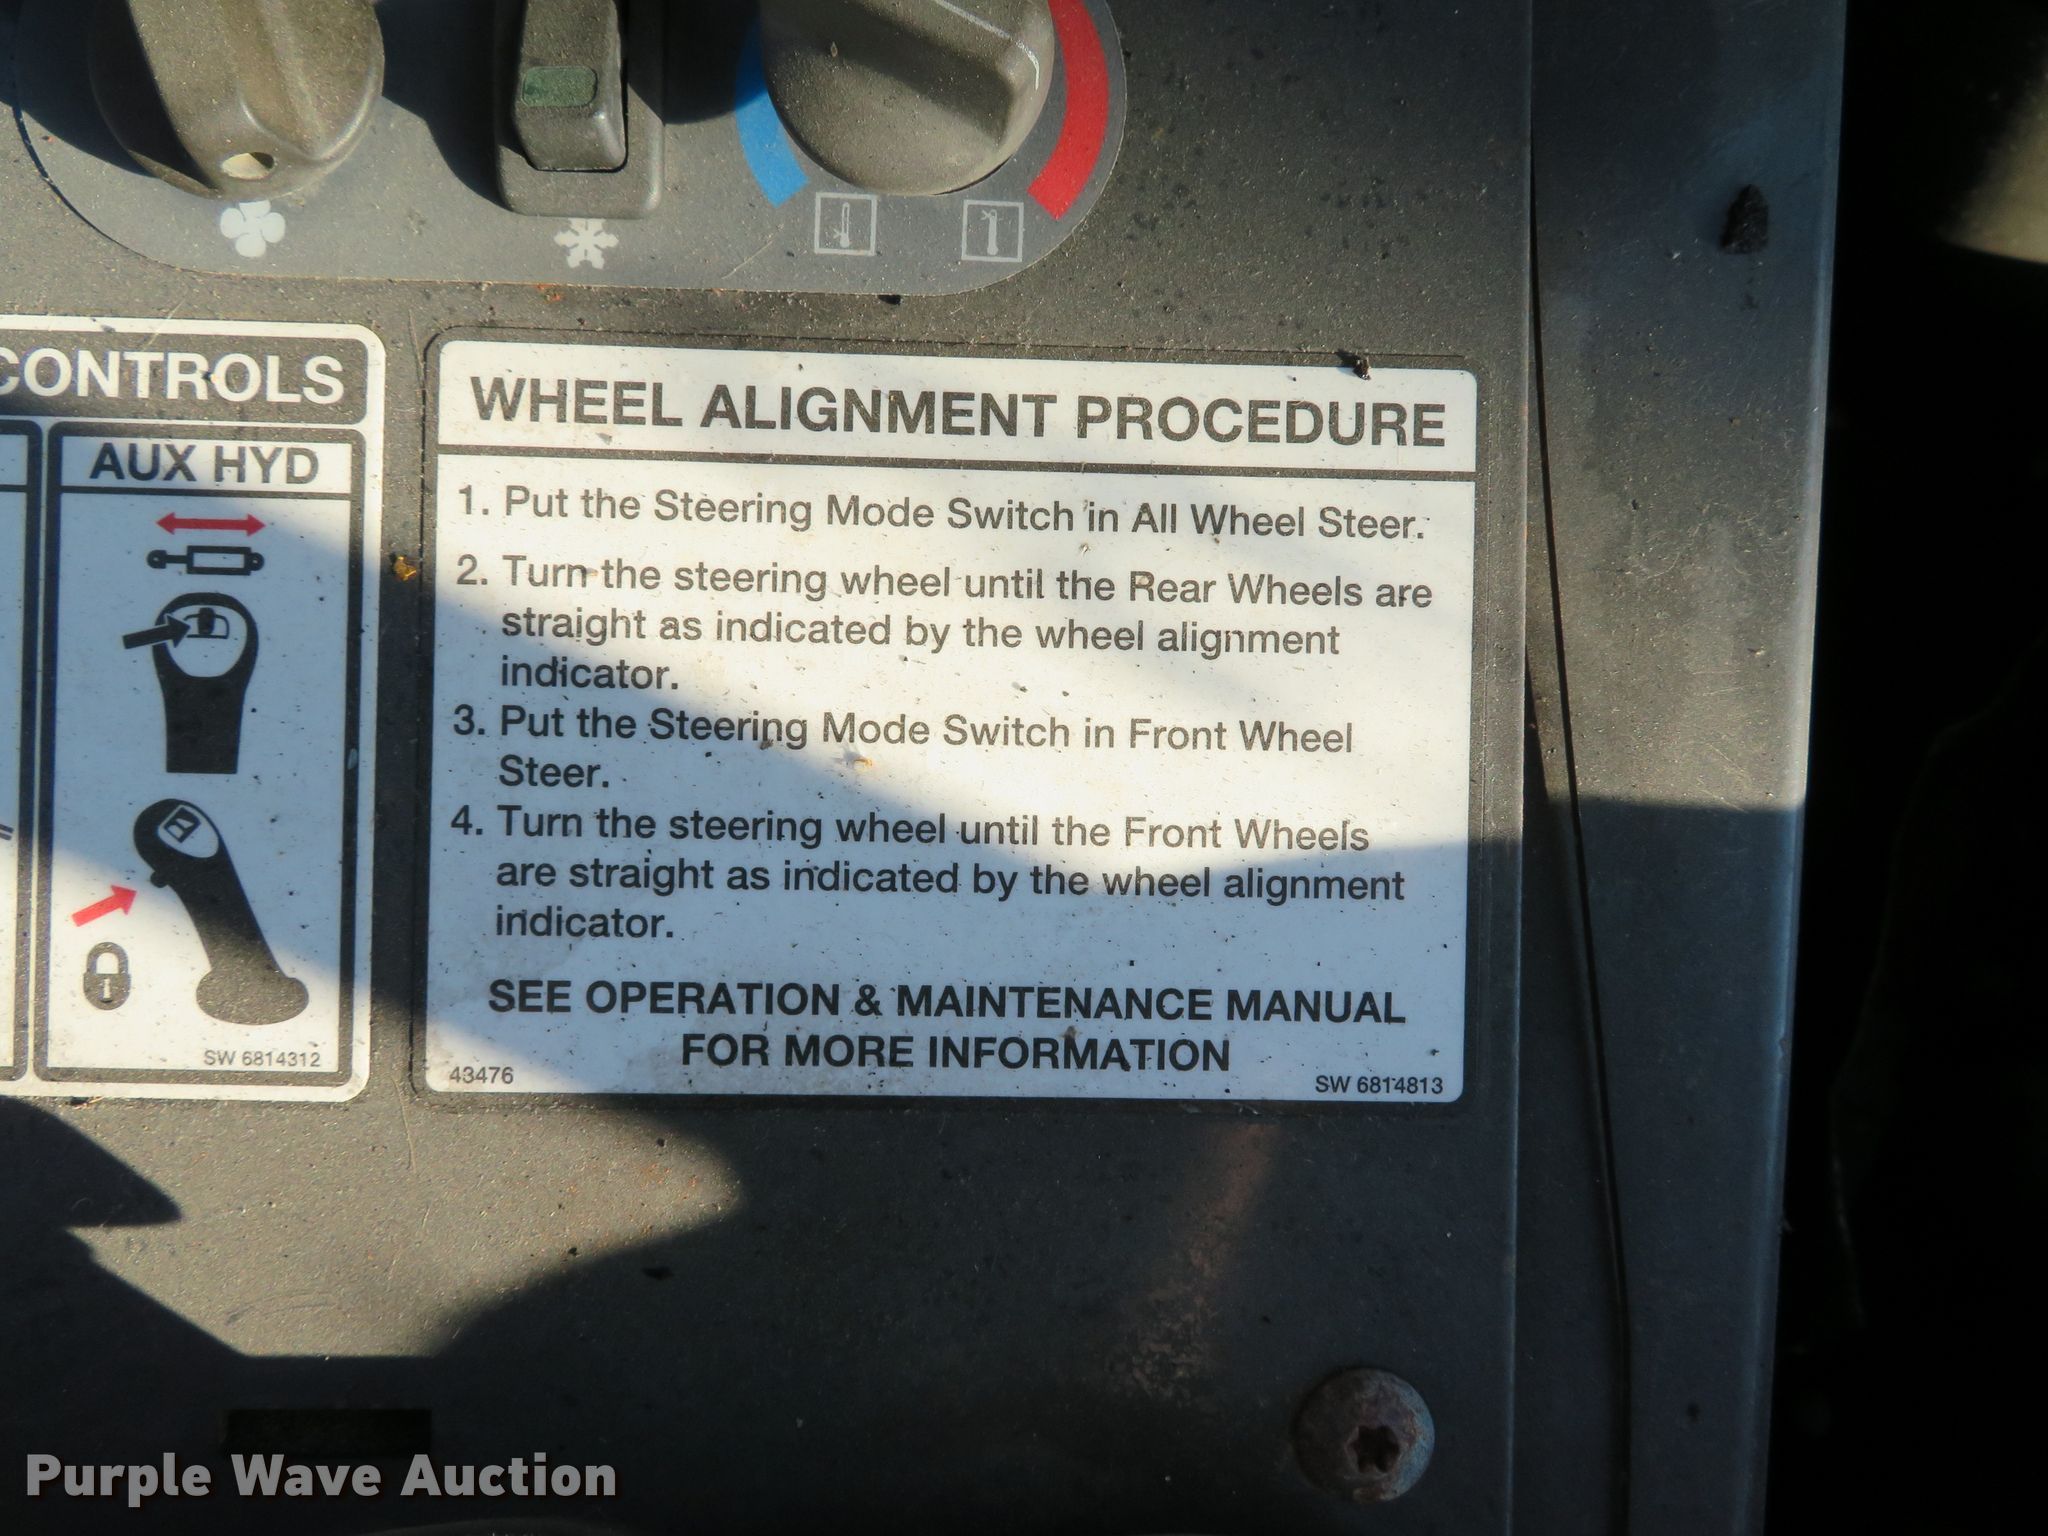 CONTROLS
AUX HYD
SW 6814312
WHEEL ALIGNMENT PROCEDURE
1. Put the Steering Mode Switch in All Wheel Steer.
2. Turn the steering wheel until the Rear Wheels are
straight as indicated by the wheel alignment
indicator.
3. Put the Steering Mode Switch in Front Wheel
Steer.
4. Turn the steering wheel until the Front Wheels
are straight as indicated by the wheel alignment
indicator.
SEE OPERATION & MAINTENANCE MANUAL
FOR MORE INFORMATION
43476
SW 6814813
Purple Wave Auction